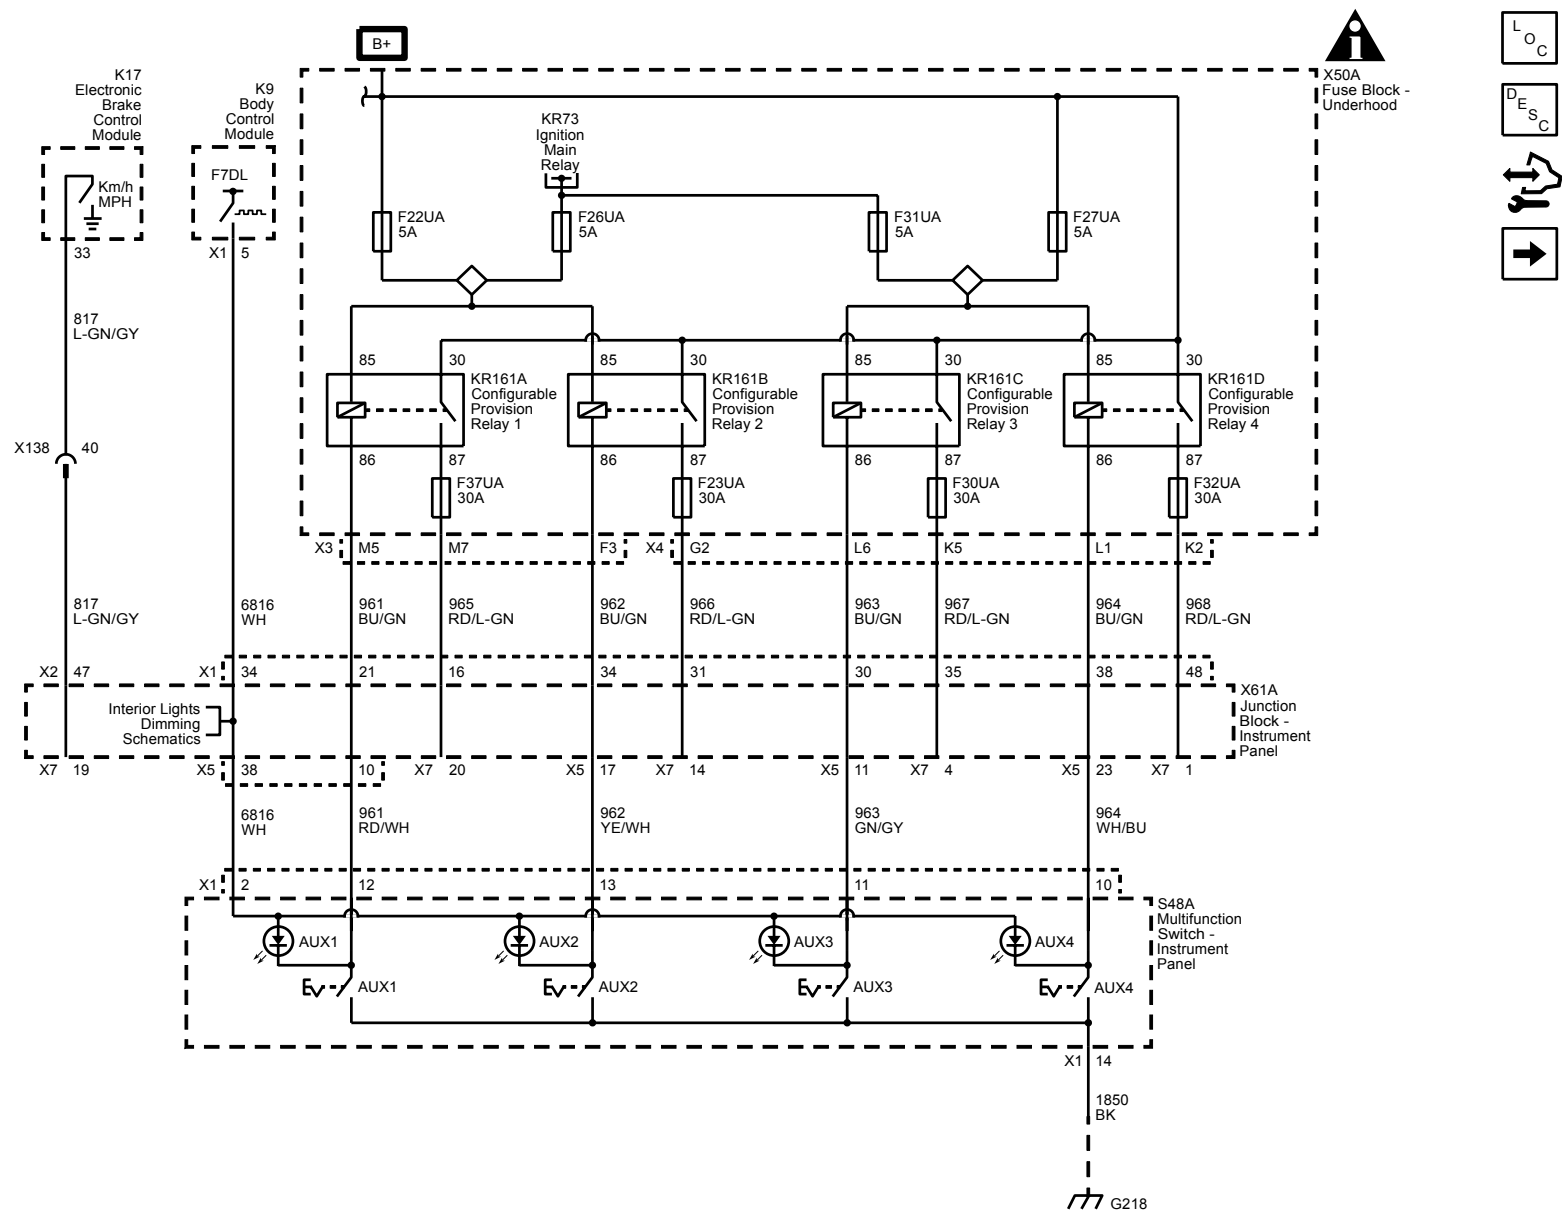 B+
L O C
K17
Electronic
Brake
Control
Module
K9
Body
Control
Module
X50A
Fuse Block -
Underhood
D E S C
KR73
Ignition
Main
Relay
Km/h
MPH
F7DL
F22UA
5A
F26UA
5A
F31UA
5A
F27UA
5A
33
X1 5
817
L-GN/GY
85 30 85 30 85 30 85 30
KR161A
Configurable
Provision
Relay 1
KR161B
Configurable
Provision
Relay 2
KR161C
Configurable
Provision
Relay 3
KR161D
Configurable
Provision
Relay 4
X138 40
86 87 86 87 86 87 86 87
F37UA
30A
F23UA
30A
F30UA
30A
F32UA
30A
X3 M5 M7 F3 X4 G2 L6 K5 L1 K2
817
L-GN/GY
6816
WH
961
BU/GN
965
RD/L-GN
962
BU/GN
966
RD/L-GN
963
BU/GN
967
RD/L-GN
964
BU/GN
968
RD/L-GN
X2 47 X1 34 21 16 34 31 30 35 38 48
X61A
Junction
Block -
Instrument
Panel
Interior Lights
Dimming
Schematics
X7 19 X5 38 10 X7 20 X5 17 X7 14 X5 11 X7 4 X5 23 X7 1
6816
WH
961
RD/WH
962
YE/WH
963
GN/GY
964
WH/BU
X1 2 12 13 11 10
S48A
Multifunction
Switch -
Instrument
Panel
AUX1 AUX2 AUX3 AUX4
AUX1 AUX2 AUX3 AUX4
X1 14
1850
BK
G218